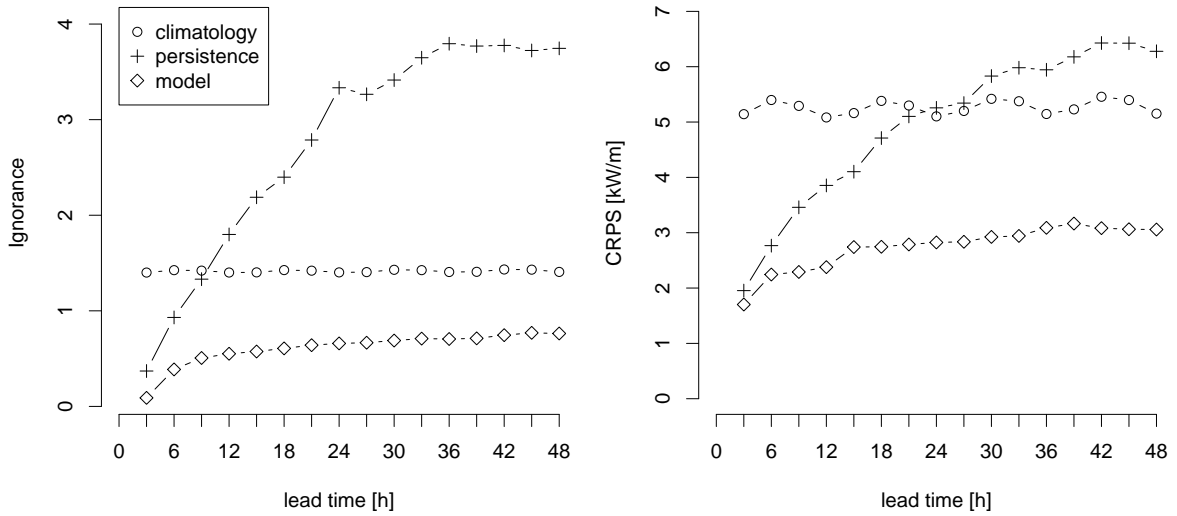 climatology
persistence
model
Ignorance
4
3
2
1
0
0 6 12 18 24 30 36 42 48
lead time [h]
CRPS [kW/m]
7
6
5
4
3
2
1
0
0 6 12 18 24 30 36 42 48
lead time [h]